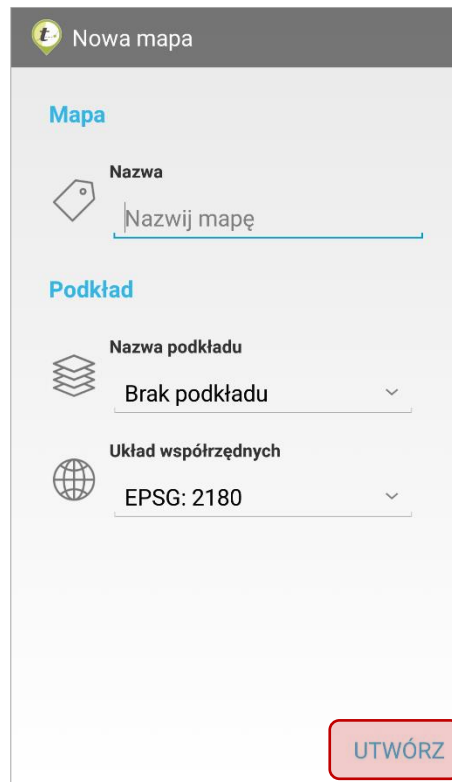 Nowa mapa
Mapa
Nazwa
Nazwij mapę
Podkład
Nazwa podkładu
Brak podkładu
Układ współrzędnych
EPSG: 2180
UTWÓRZ